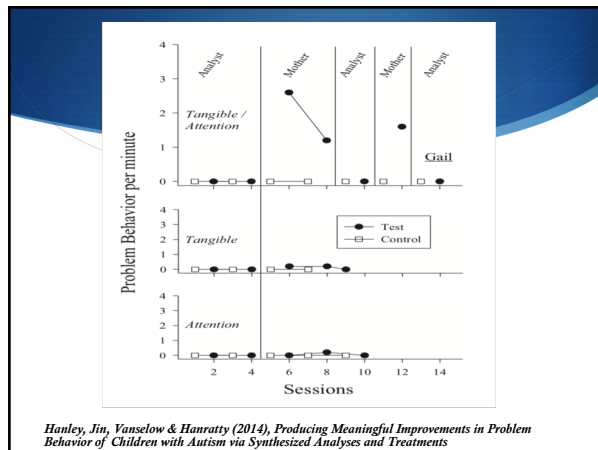 Analyst
Mother
Analyst
Mother
Analyst
4
3
2
1
0
Tangible /
Attention
Gail
Problem Behavior per minute
4
3
2
1
0
Tangible
Test
Control
4
3
2
1
0
Attention
2 4 6 8 10 12 14
Sessions
Hanley, Jin, Vanselow & Hanratty (2014), Producing Meaningful Improvements in Problem
Behavior of Children with Autism via Synthesized Analyses and Treatments